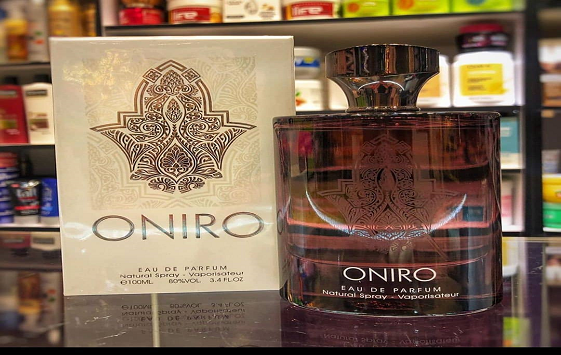 ONIRO
EAU DE PARFUM
Natural Spray - Vaporisateur
℮100ML 80%VOL 3.4 FL.OZ
ONIRO
EAU DE PARFUM
Natural Spray - Vaporisateur